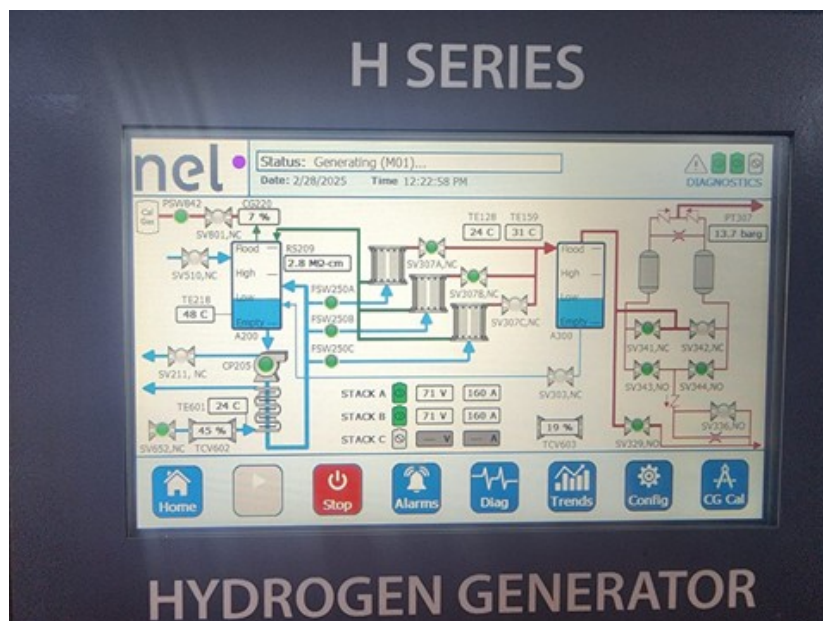 H SERIES
nel
Status: Generating (M01)...
Date: 2/28/2025 Time 12:22:58 PM
DIAGNOSTICS
PSW842
CG220
Cal Gas
7 %
SV801,NC
TE128
TE159
24 C
31 C
PT307
13.7 barg
Flood
RS209
2.8 MΩ-cm
SV510,NC
High
SV307A,NC
Flood
High
TE218
48 C
Low
Empty
A200
FSW250A
SV307B,NC
FSW250B
SV307C,NC
Low
Empty
A300
FSW250C
SV341,NC
SV342,NC
SV211, NC
CP205
SV303,NC
SV343,NO
SV344,NO
TE601
24 C
STACK A
71 V
160 A
STACK B
71 V
160 A
STACK C
--- V
--- A
45 %
SV652,NC
TCV602
19 %
TCV603
SV329,NO
SV336,NO
Home
Stop
Alarms
Diag
Trends
Config
CG Cal
HYDROGEN GENERATOR